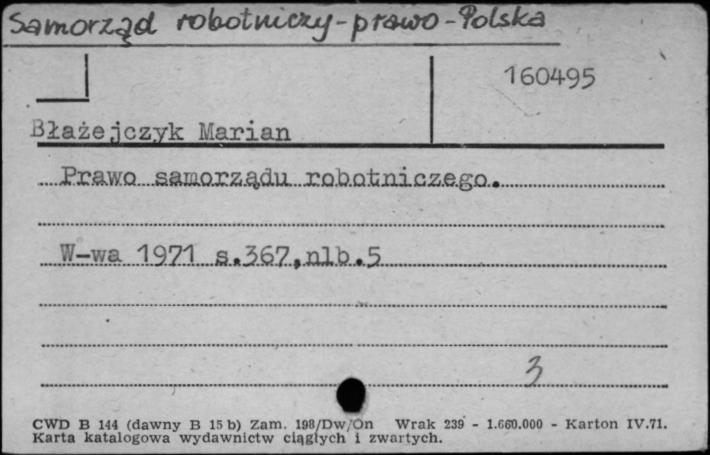 Samorząd robotniczy-prawo-Polska
160495
Błażejczyk Marian
Prawo samorządu robotniczego.
W-wa 1971 s.367,nlb.5
3
CWD B 144 (dawny B 15 b) Zam. 198/Dw/On Wrak 239 - 1.660.000 - Karton IV.71.
Karta katalogowa wydawnictw ciągłych i zwartych.